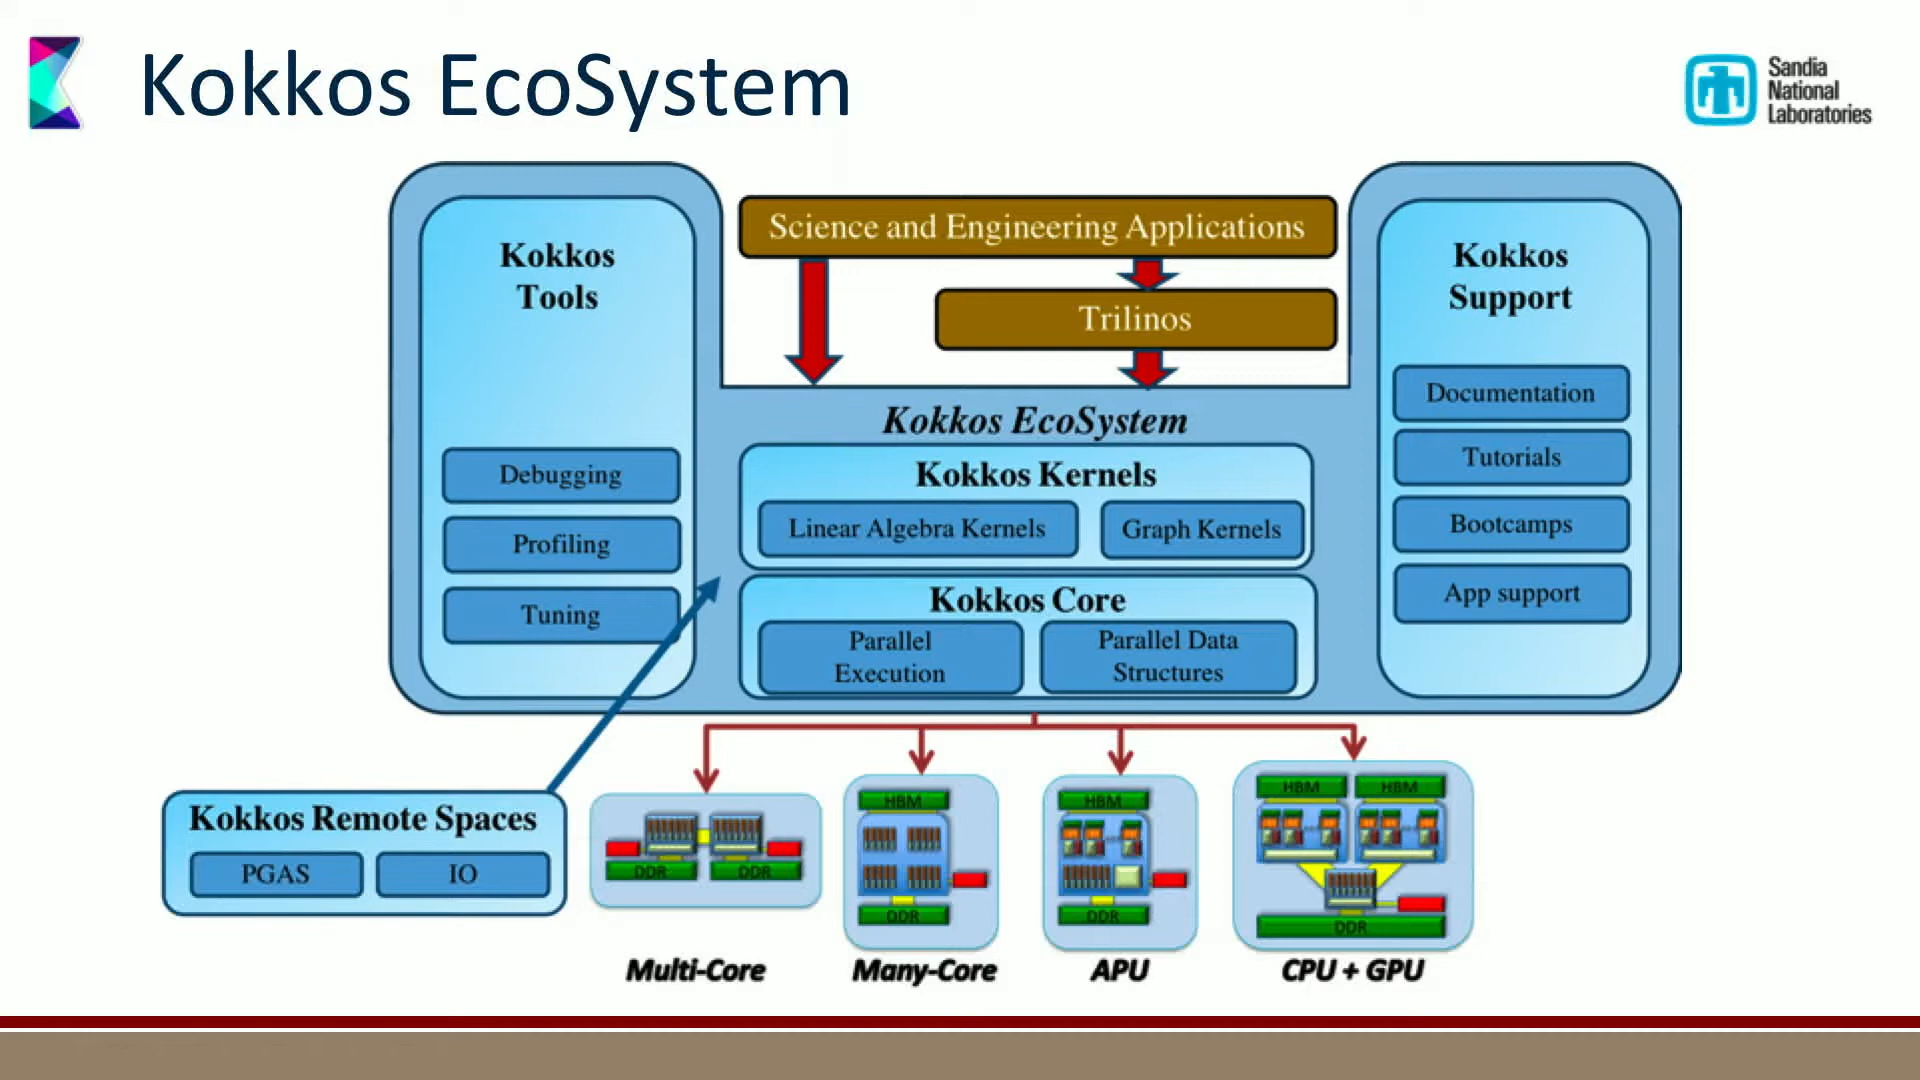 Kokkos EcoSystem
Sandia
National
Laboratories
Kokkos
Tools
Debugging
Profiling
Tuning
Science and Engineering Applications
Trilinos
Kokkos EcoSystem
Kokkos Kernels
Linear Algebra Kernels
Graph Kernels
Kokkos Core
Parallel
Execution
Parallel Data
Structures
Kokkos
Support
Documentation
Tutorials
Bootcamps
App support
Kokkos Remote Spaces
PGAS
IO
DDR
DDR
Multi-Core
HBM
DDR
Many-Core
HBM
DDR
APU
HBM
HBM
DDR
CPU + GPU